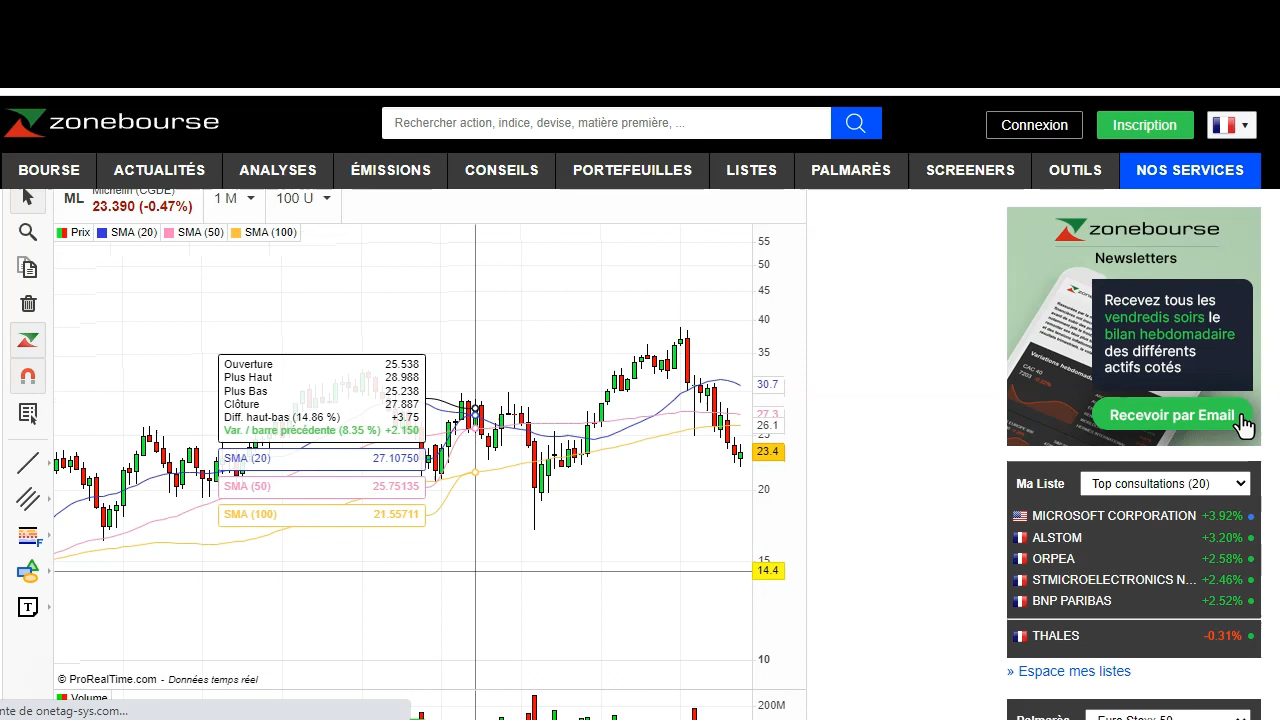 zonebourse
Rechercher action, indice, devise, matière première, ...
Connexion
Inscription
BOURSE
ACTUALITÉS
ANALYSES
ÉMISSIONS
CONSEILS
PORTEFEUILLES
LISTES
PALMARÈS
SCREENERS
OUTILS
NOS SERVICES
ML
Michelin (CGDE)
23.390 (-0.47%)
1 M
100 U
Prix
SMA (20)
SMA (50)
SMA (100)
55
50
45
40
35
30.7
27.3
26.1
25
23.4
20
15
14.4
10
200M
Ouverture 25.538
Plus Haut 28.988
Plus Bas 25.238
Clôture 27.887
Diff. haut-bas (14.86 %) +3.75
Var. / barre précédente (8.35 %) +2.150
SMA (20) 27.10750
SMA (50) 25.75135
SMA (100) 21.55711
F
T
© ProRealTime.com - Données temps réel
Volume
nte de onetag-sys.com...
zonebourse
Newsletters
Recevez tous les
vendredis soirs le
bilan hebdomadaire
des différents
actifs cotés
Recevoir par Email
Ma Liste
Top consultations (20)
MICROSOFT CORPORATION +3.92%
ALSTOM +3.20%
ORPEA +2.58%
STMICROELECTRONICS N... +2.46%
BNP PARIBAS +2.52%
THALES -0.31%
» Espace mes listes
Palmarès
Euro Stoxx 50